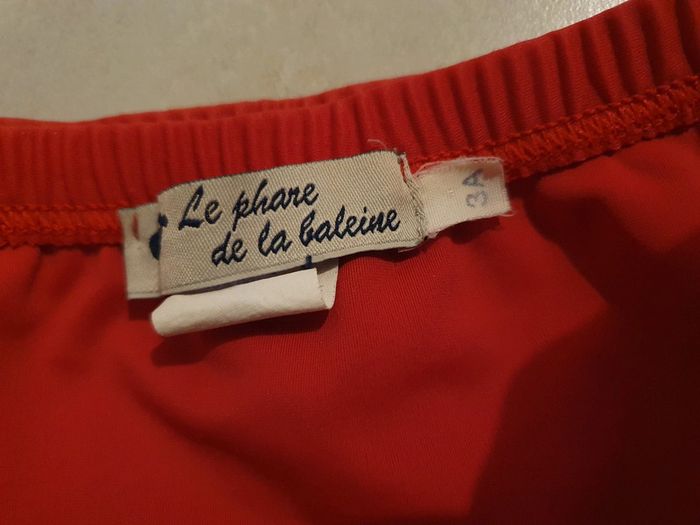 Le phare
de la baleine
3A